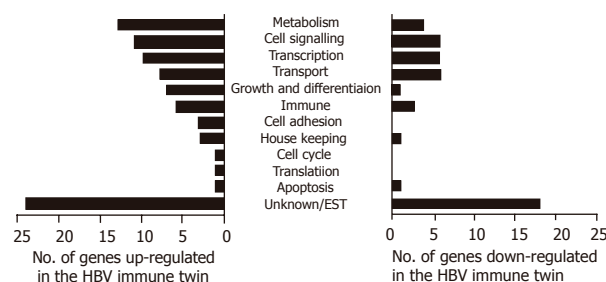 Metabolism
Cell signalling
Transcription
Transport
Growth and differentiaion
Immune
Cell adhesion
House keeping
Cell cycle
Translatiion
Apoptosis
Unknown/EST
25 20 15 10 5 0
0 5 10 15 20 25
No. of genes up-regulated
in the HBV immune twin
No. of genes down-regulated
in the HBV immune twin